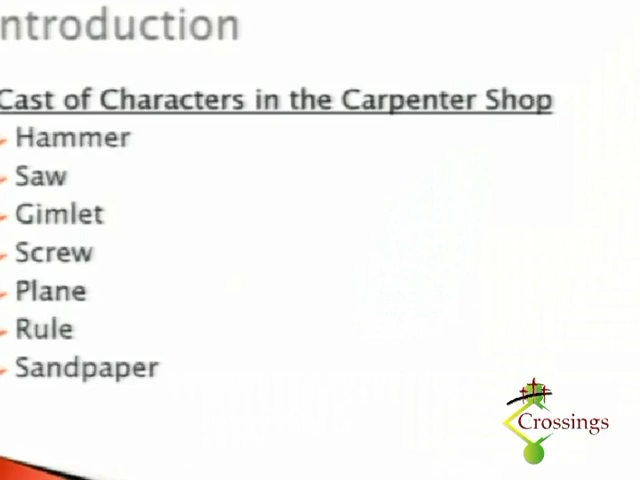 ntroduction
Cast of Characters in the Carpenter Shop
Hammer
Saw
Gimlet
Screw
Plane
Rule
Sandpaper
Crossings